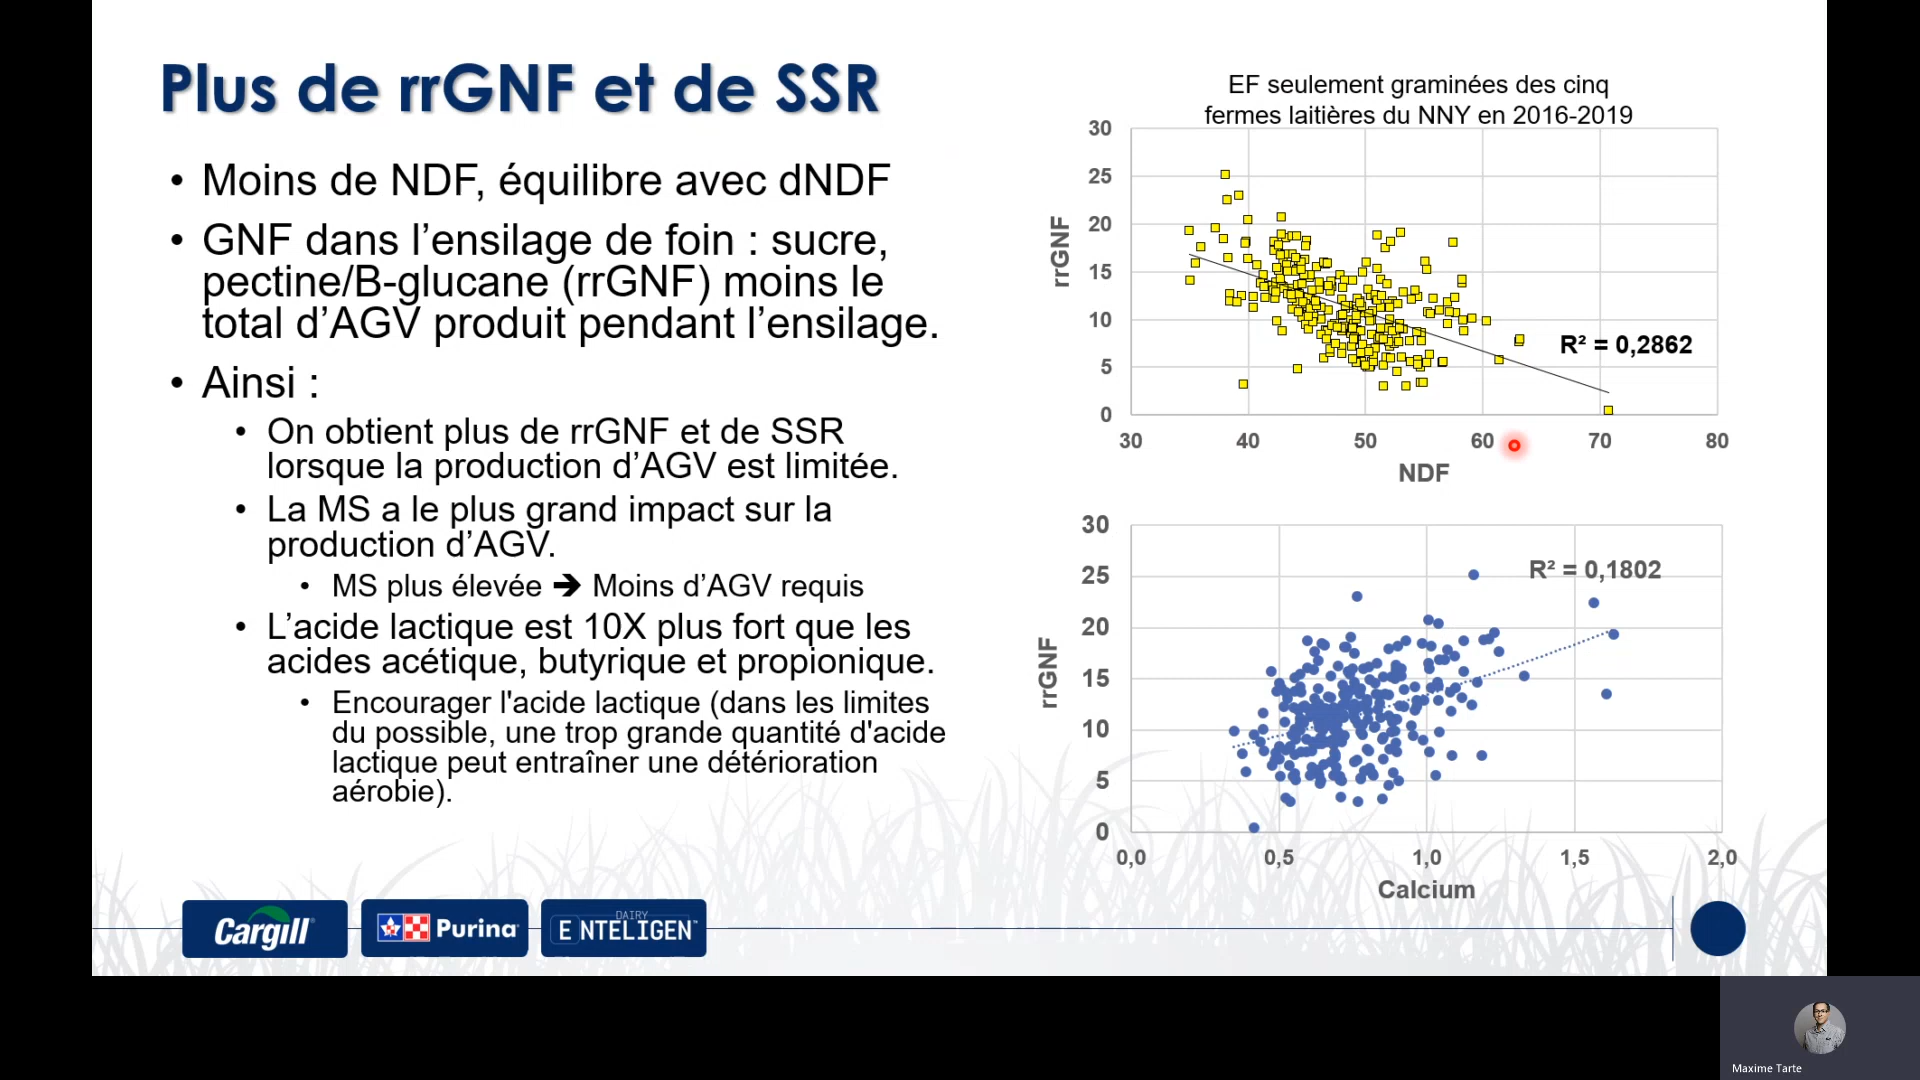 Plus de rrGNF et de SSR
• Moins de NDF, équilibre avec dNDF
• GNF dans l’ensilage de foin : sucre,
pectine/B-glucane (rrGNF) moins le
total d’AGV produit pendant l’ensilage.
• Ainsi :
• On obtient plus de rrGNF et de SSR
lorsque la production d’AGV est limitée.
• La MS a le plus grand impact sur la
production d’AGV.
• MS plus élevée ➔ Moins d’AGV requis
• L’acide lactique est 10X plus fort que les
acides acétique, butyrique et propionique.
• Encourager l'acide lactique (dans les limites
du possible, une trop grande quantité d'acide
lactique peut entraîner une détérioration
aérobie).
EF seulement graminées des cinq
fermes laitières du NNY en 2016-2019
30
25
20
15
10
5
0
rrGNF
R² = 0,2862
30 40 50 60 70 80
NDF
30
25
20
15
10
5
0
rrGNF
R² = 0,1802
0,0 0,5 1,0 1,5 2,0
Calcium
Cargill®
Purina®
DAIRY
ENTELIGEN™
Maxime Tarte